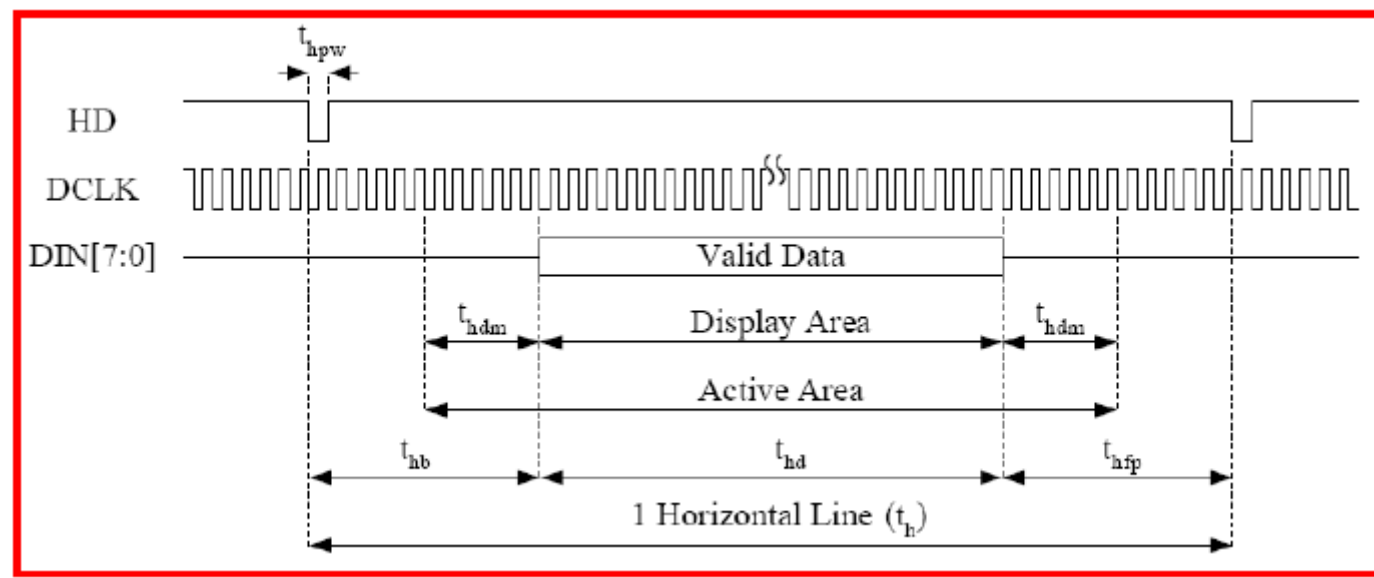 thpw
HD
DCLK
DIN[7:0]
Valid Data
thdm Display Area thdm
Active Area
thb thd thfp
1 Horizontal Line (th)